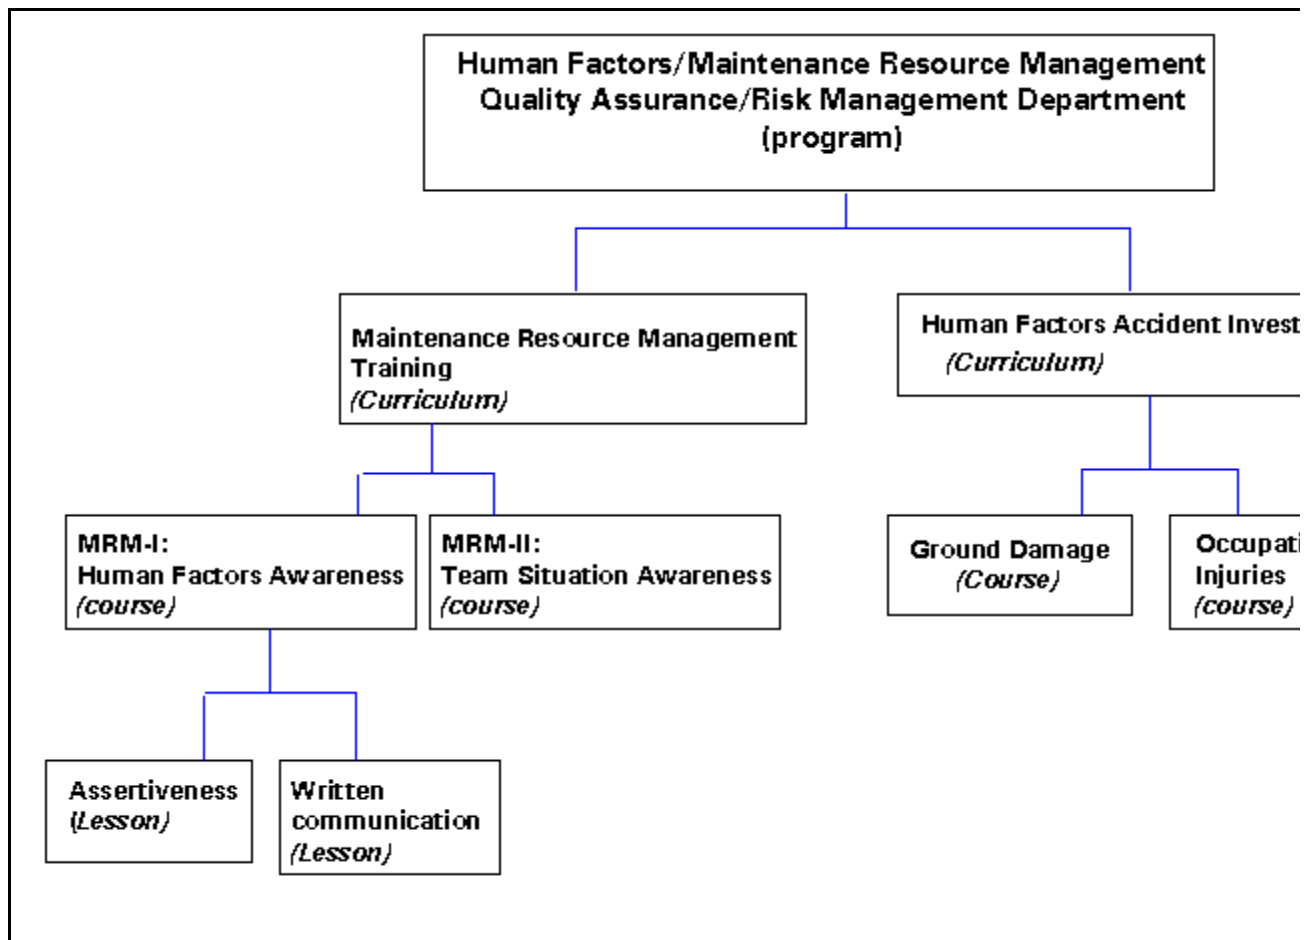 Human Factors/Maintenance Resource Management
Quality Assurance/Risk Management Department
(program)
Maintenance Resource Management
Training
(Curriculum)
Human Factors Accident Invest
(Curriculum)
MRM-I:
Human Factors Awareness
(course)
MRM-II:
Team Situation Awareness
(course)
Ground Damage
(Course)
Occupati
Injuries
(course)
Assertiveness
(Lesson)
Written
communication
(Lesson)